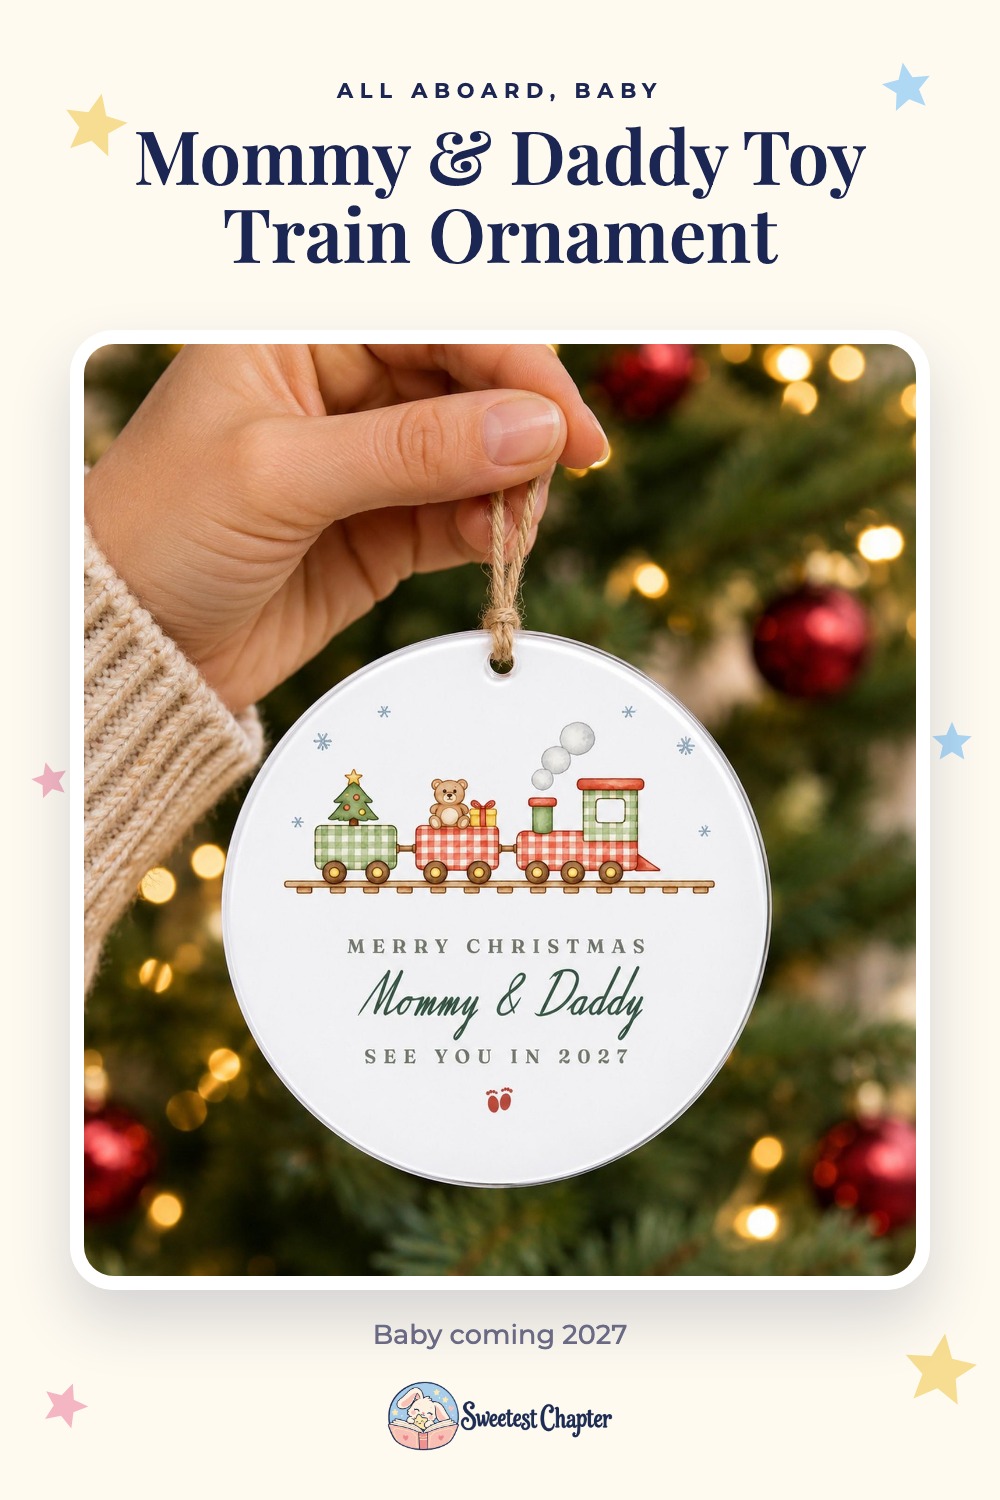 ALL ABOARD, BABY
Mommy & Daddy Toy
Train Ornament
MERRY CHRISTMAS
Mommy & Daddy
SEE YOU IN 2027
Baby coming 2027
Sweetest Chapter